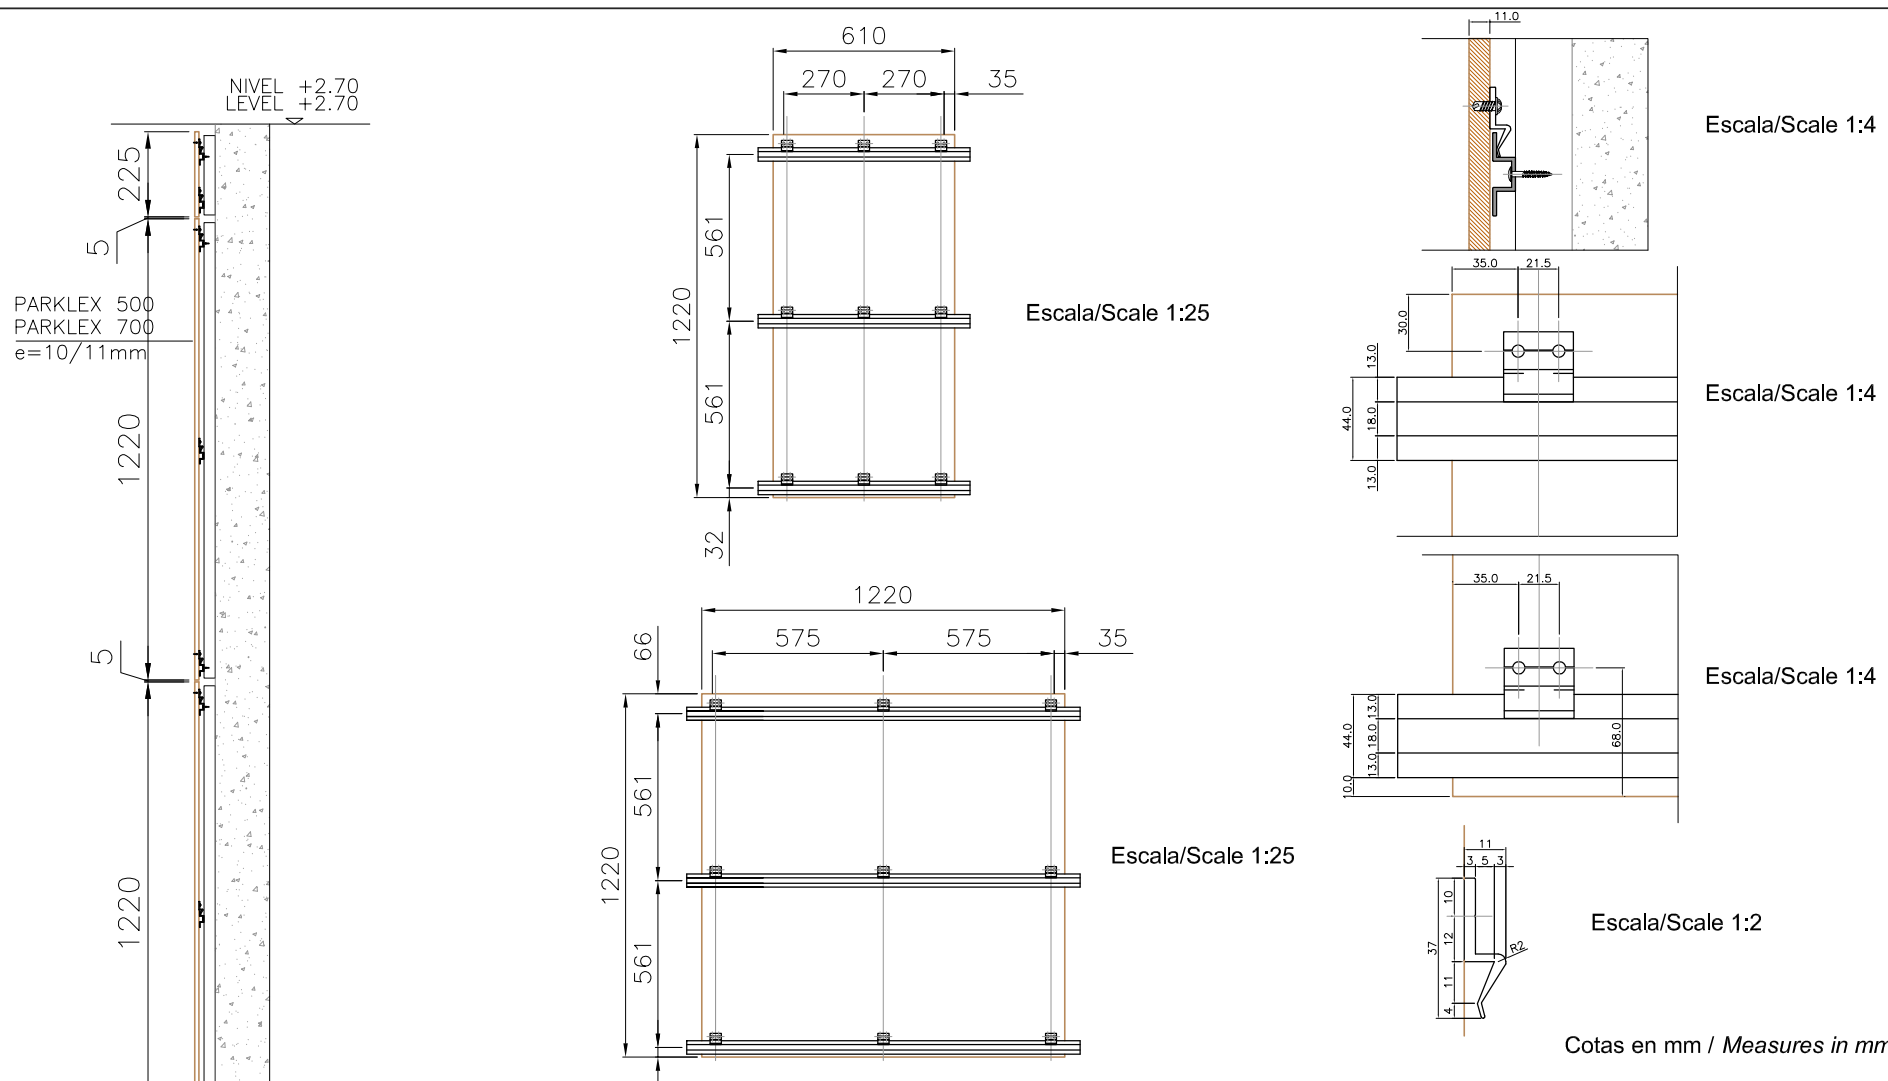 NIVEL +2.70
LEVEL +2.70
225
5
PARKLEX 500
PARKLEX 700
e=10/11mm
1220
5
1220
610
270 270 35
561
1220
561
32
Escala/Scale 1:25
1220
575 575 35
66
561
1220
561
Escala/Scale 1:25
11.0
Escala/Scale 1:4
35.0 21.5
30.0
13.0
44.0
18.0
13.0
Escala/Scale 1:4
35.0 21.5
13.0
44.0
18.0
13.0
10.0
68.0
Escala/Scale 1:4
11
3 5 3
10
37
12
R2
11
4
Escala/Scale 1:2
Cotas en mm / Measures in mm